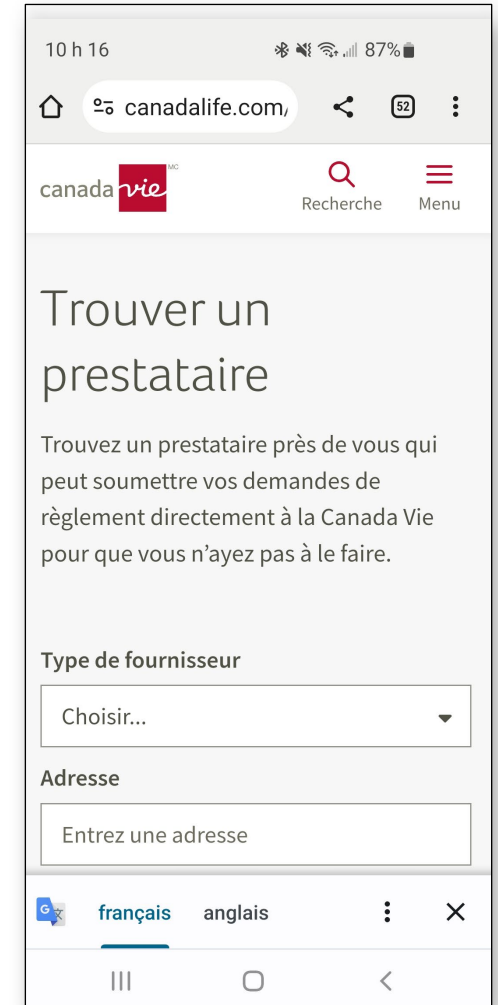 10 h 16 87%
canadalife.com/ 52
canada vie MC
Recherche Menu
Trouver un
prestataire
Trouvez un prestataire près de vous qui
peut soumettre vos demandes de
règlement directement à la Canada Vie
pour que vous n’ayez pas à le faire.
Type de fournisseur
Choisir...
Adresse
Entrez une adresse
G 文 français anglais